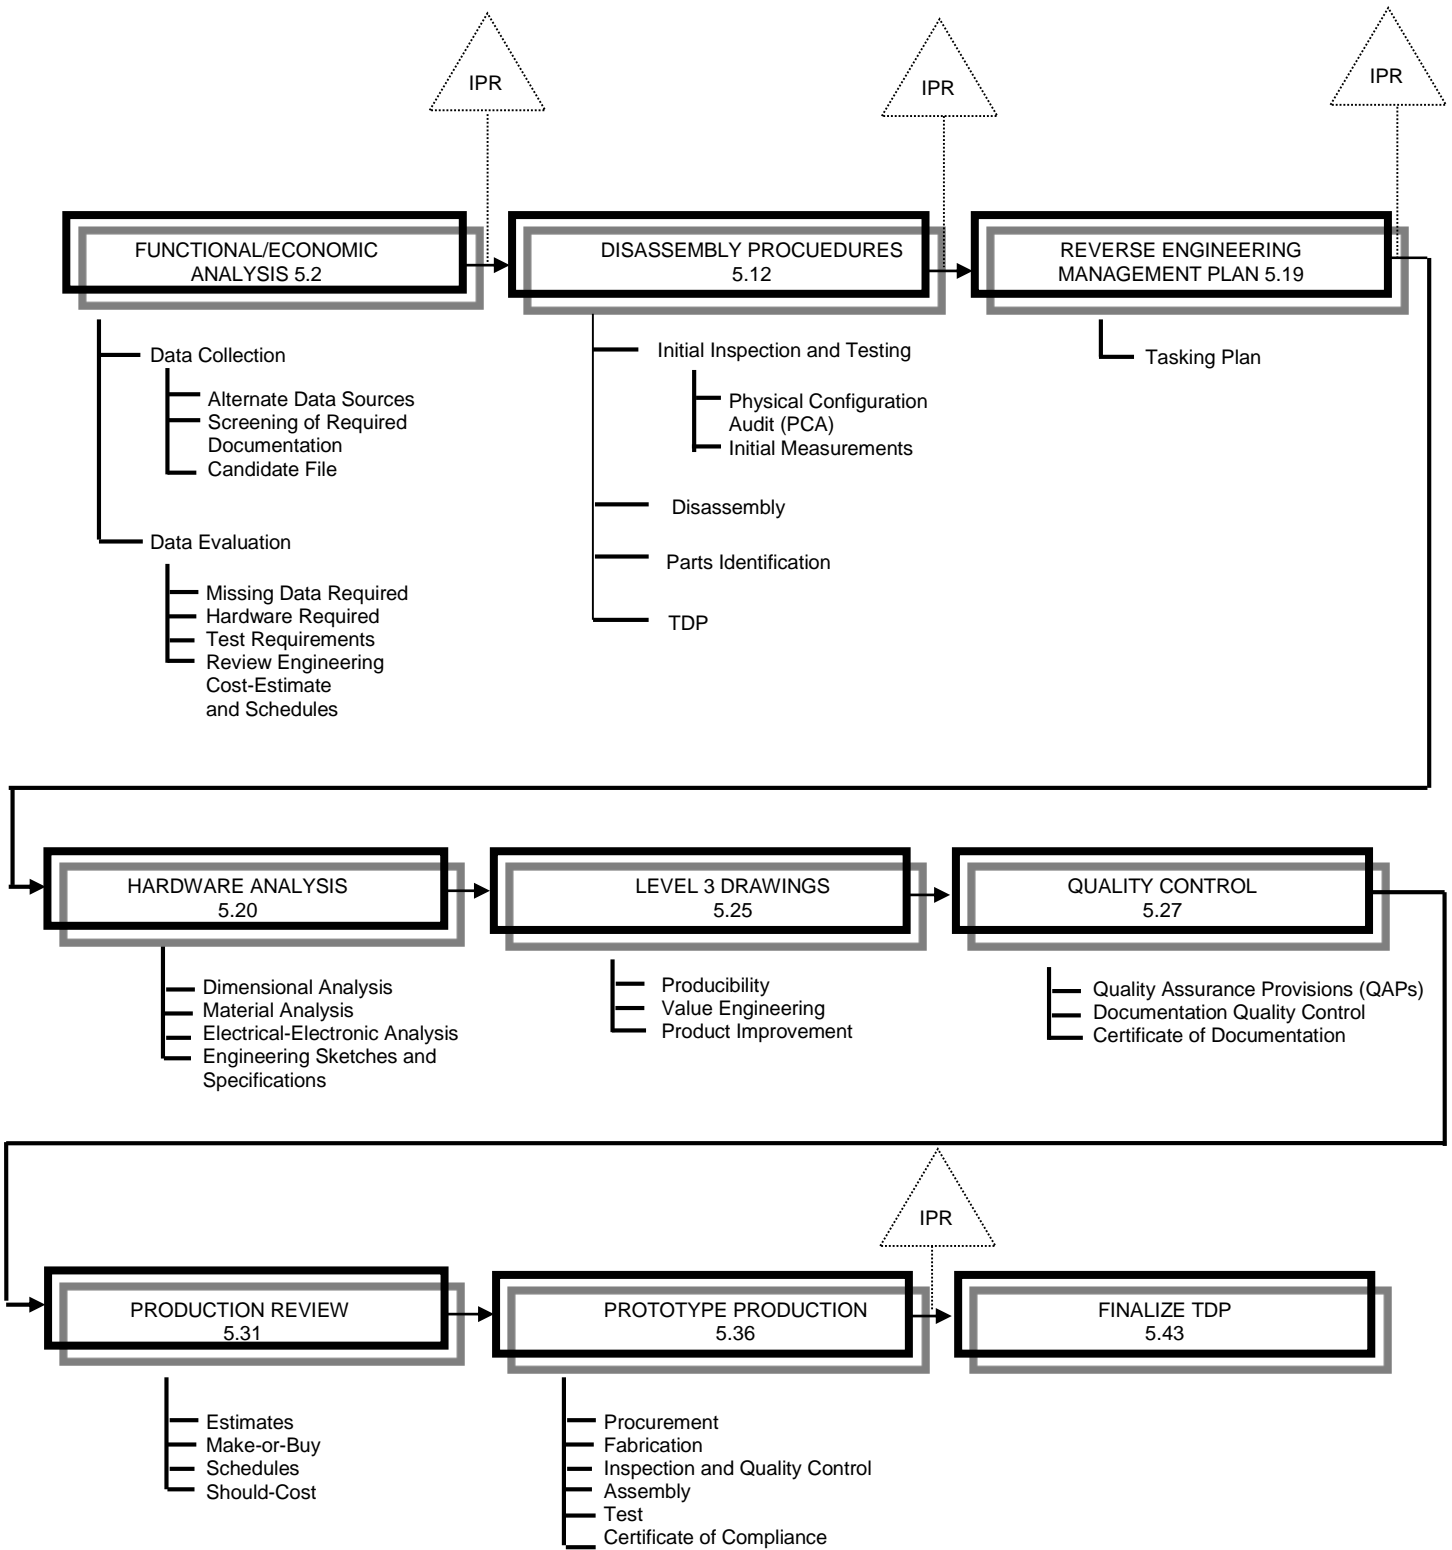 IPR
IPR
IPR
FUNCTIONAL/ECONOMIC
ANALYSIS 5.2
DISASSEMBLY PROCUEDURES
5.12
REVERSE ENGINEERING
MANAGEMENT PLAN 5.19
Data Collection
Alternate Data Sources
Screening of Required
Documentation
Candidate File
Data Evaluation
Missing Data Required
Hardware Required
Test Requirements
Review Engineering
Cost-Estimate
and Schedules
Initial Inspection and Testing
Physical Configuration
Audit (PCA)
Initial Measurements
Disassembly
Parts Identification
TDP
Tasking Plan
HARDWARE ANALYSIS
5.20
LEVEL 3 DRAWINGS
5.25
QUALITY CONTROL
5.27
Dimensional Analysis
Material Analysis
Electrical-Electronic Analysis
Engineering Sketches and
Specifications
Producibility
Value Engineering
Product Improvement
Quality Assurance Provisions (QAPs)
Documentation Quality Control
Certificate of Documentation
IPR
PRODUCTION REVIEW
5.31
PROTOTYPE PRODUCTION
5.36
FINALIZE TDP
5.43
Estimates
Make-or-Buy
Schedules
Should-Cost
Procurement
Fabrication
Inspection and Quality Control
Assembly
Test
Certificate of Compliance